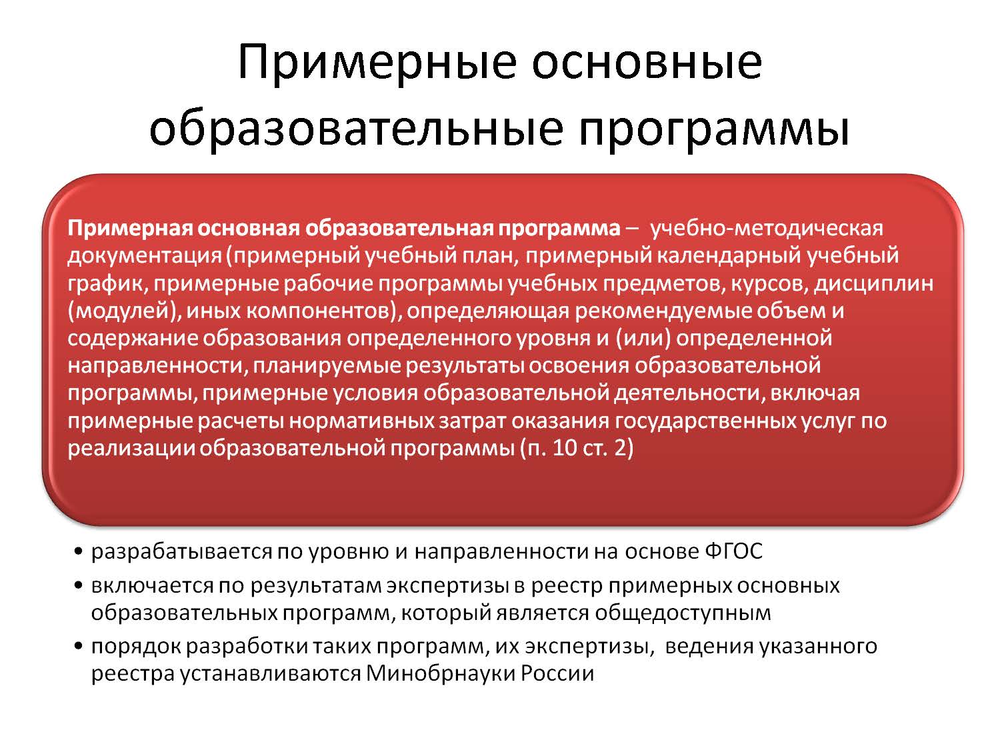 Примерные основные
образовательные программы
Примерная основная образовательная программа – учебно-методическая
документация (примерный учебный план, примерный календарный учебный
график, примерные рабочие программы учебных предметов, курсов, дисциплин
(модулей), иных компонентов), определяющая рекомендуемые объем и
содержание образования определенного уровня и (или) определенной
направленности, планируемые результаты освоения образовательной
программы, примерные условия образовательной деятельности, включая
примерные расчеты нормативных затрат оказания государственных услуг по
реализации образовательной программы (п. 10 ст. 2)
• разрабатывается по уровню и направленности на основе ФГОС
• включается по результатам экспертизы в реестр примерных основных
образовательных программ, который является общедоступным
• порядок разработки таких программ, их экспертизы, ведения указанного
реестра устанавливаются Минобрнауки России